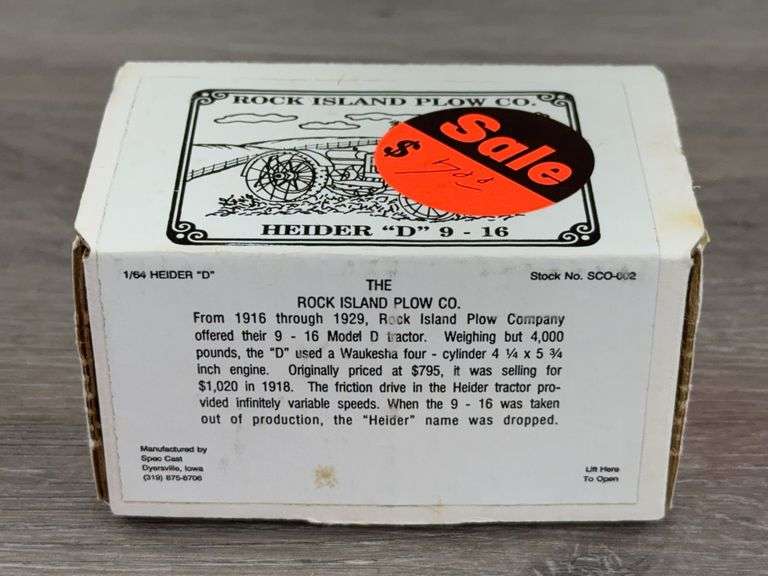 ROCK ISLAND PLOW CO.
Sale
$
HEIDER "D" 9 - 16
1/64 HEIDER "D"
Stock No. SCO-002
THE
ROCK ISLAND PLOW CO.
From 1916 through 1929, Rock Island Plow Company
offered their 9 - 16 Model D tractor. Weighing but 4,000
pounds, the "D" used a Waukesha four - cylinder 4 ¼ x 5 ¾
inch engine. Originally priced at $795, it was selling for
$1,020 in 1918. The friction drive in the Heider tractor pro-
vided infinitely variable speeds. When the 9 - 16 was taken
out of production, the "Heider" name was dropped.
Manufactured by
Spec Cast
Dyersville, Iowa
(319) 875-8706
Lift Here
To Open